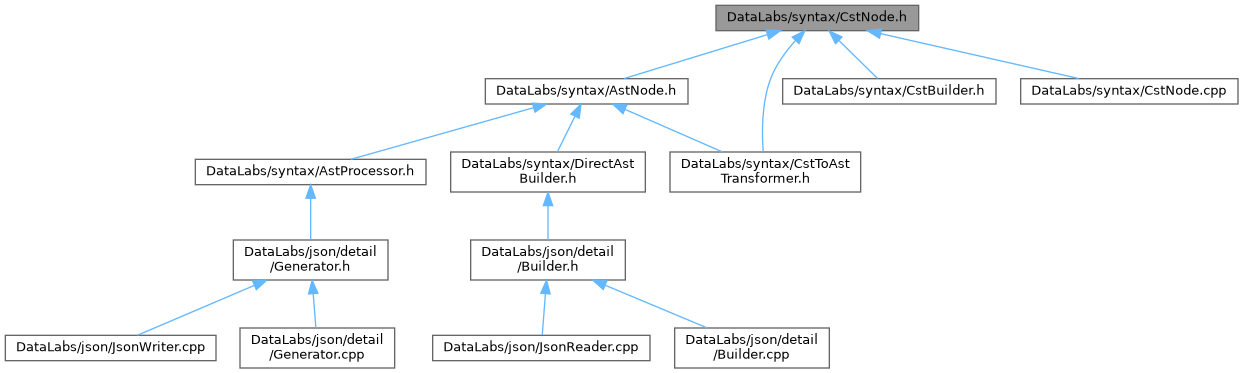 DataLabs/syntax/CstNode.h
DataLabs/syntax/AstNode.h
DataLabs/syntax/CstBuilder.h
DataLabs/syntax/CstNode.cpp
DataLabs/syntax/AstProcessor.h
DataLabs/syntax/DirectAst
Builder.h
DataLabs/syntax/CstToAst
Transformer.h
DataLabs/json/detail
/Generator.h
DataLabs/json/detail
/Builder.h
DataLabs/json/JsonWriter.cpp
DataLabs/json/detail
/Generator.cpp
DataLabs/json/JsonReader.cpp
DataLabs/json/detail
/Builder.cpp